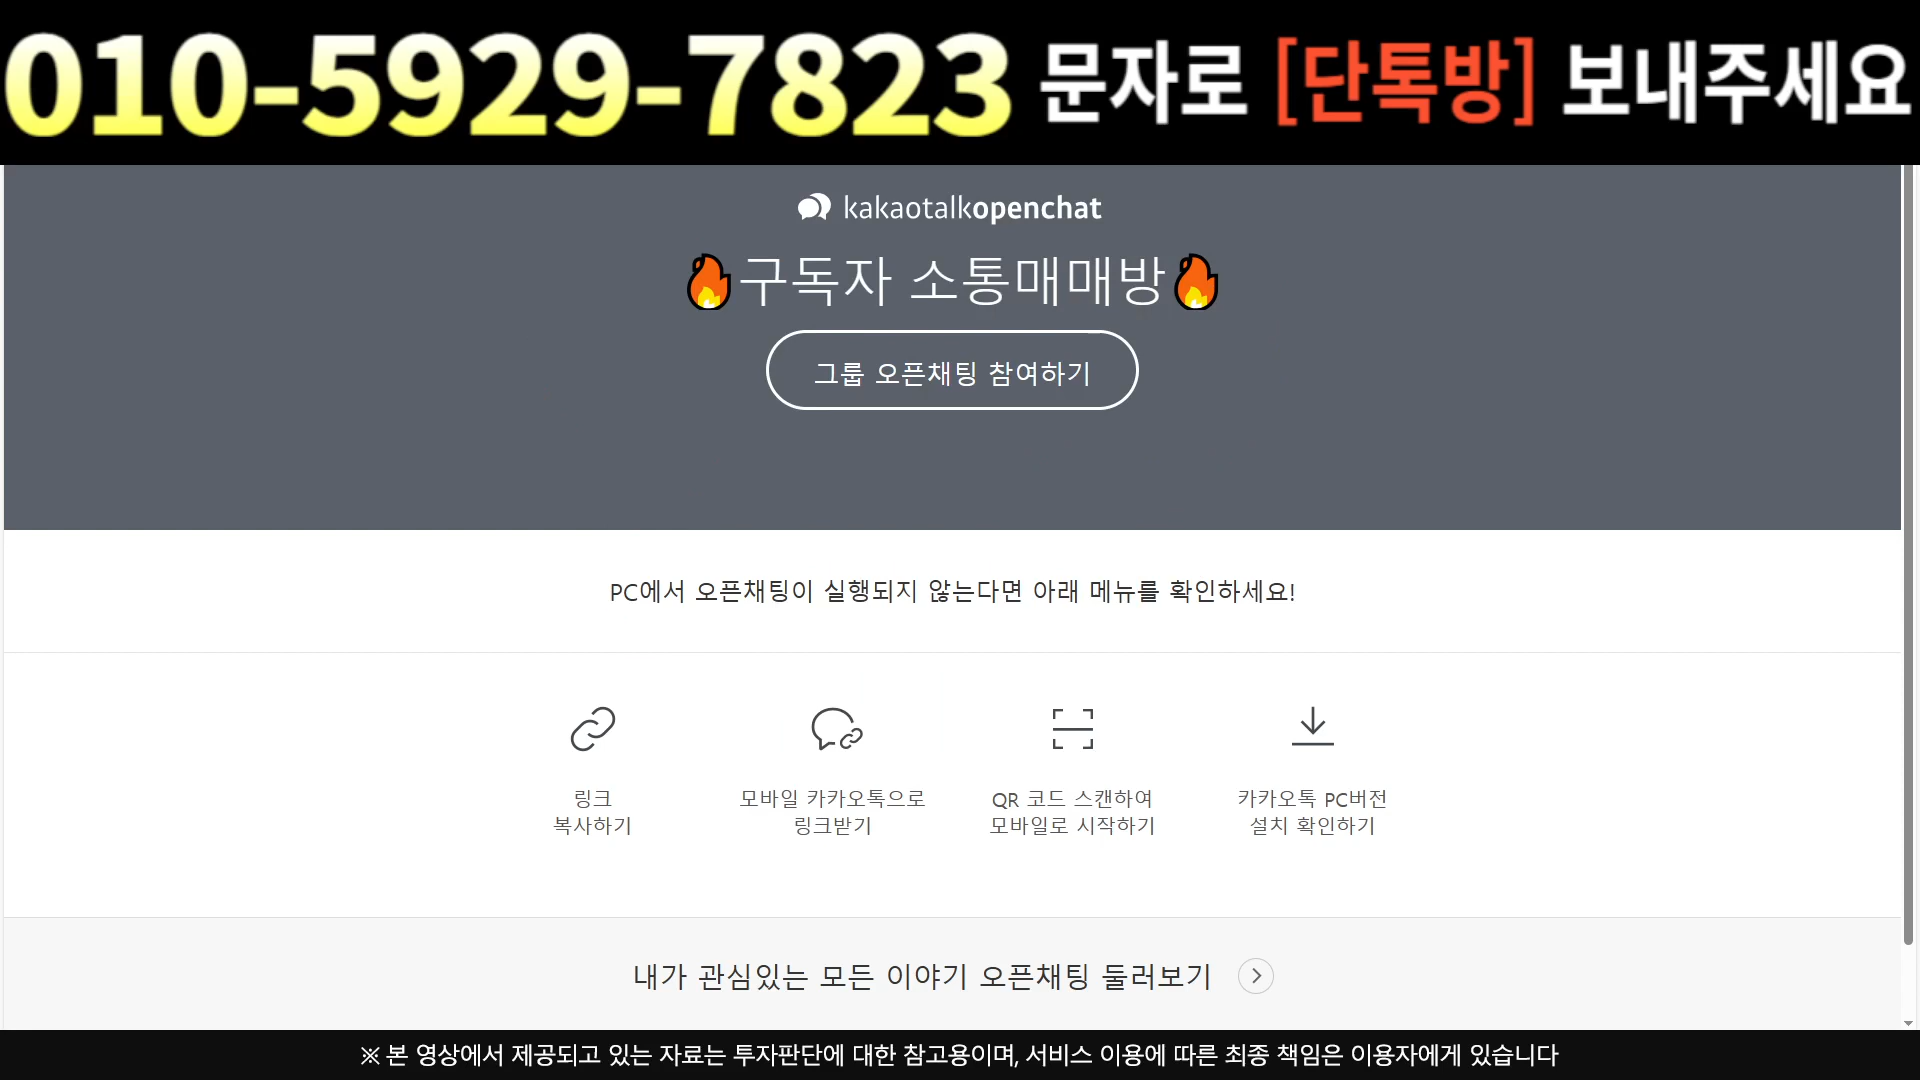 010-5929-7823 문자로 [단톡방] 보내주세요
kakaotalkopenchat
🔥구독자 소통매매방🔥
그룹 오픈채팅 참여하기
PC에서 오픈채팅이 실행되지 않는다면 아래 메뉴를 확인하세요!
링크
복사하기
모바일 카카오톡으로
링크받기
QR 코드 스캔하여
모바일로 시작하기
카카오톡 PC버전
설치 확인하기
내가 관심있는 모든 이야기 오픈채팅 둘러보기
※ 본 영상에서 제공되고 있는 자료는 투자판단에 대한 참고용이며, 서비스 이용에 따른 최종 책임은 이용자에게 있습니다